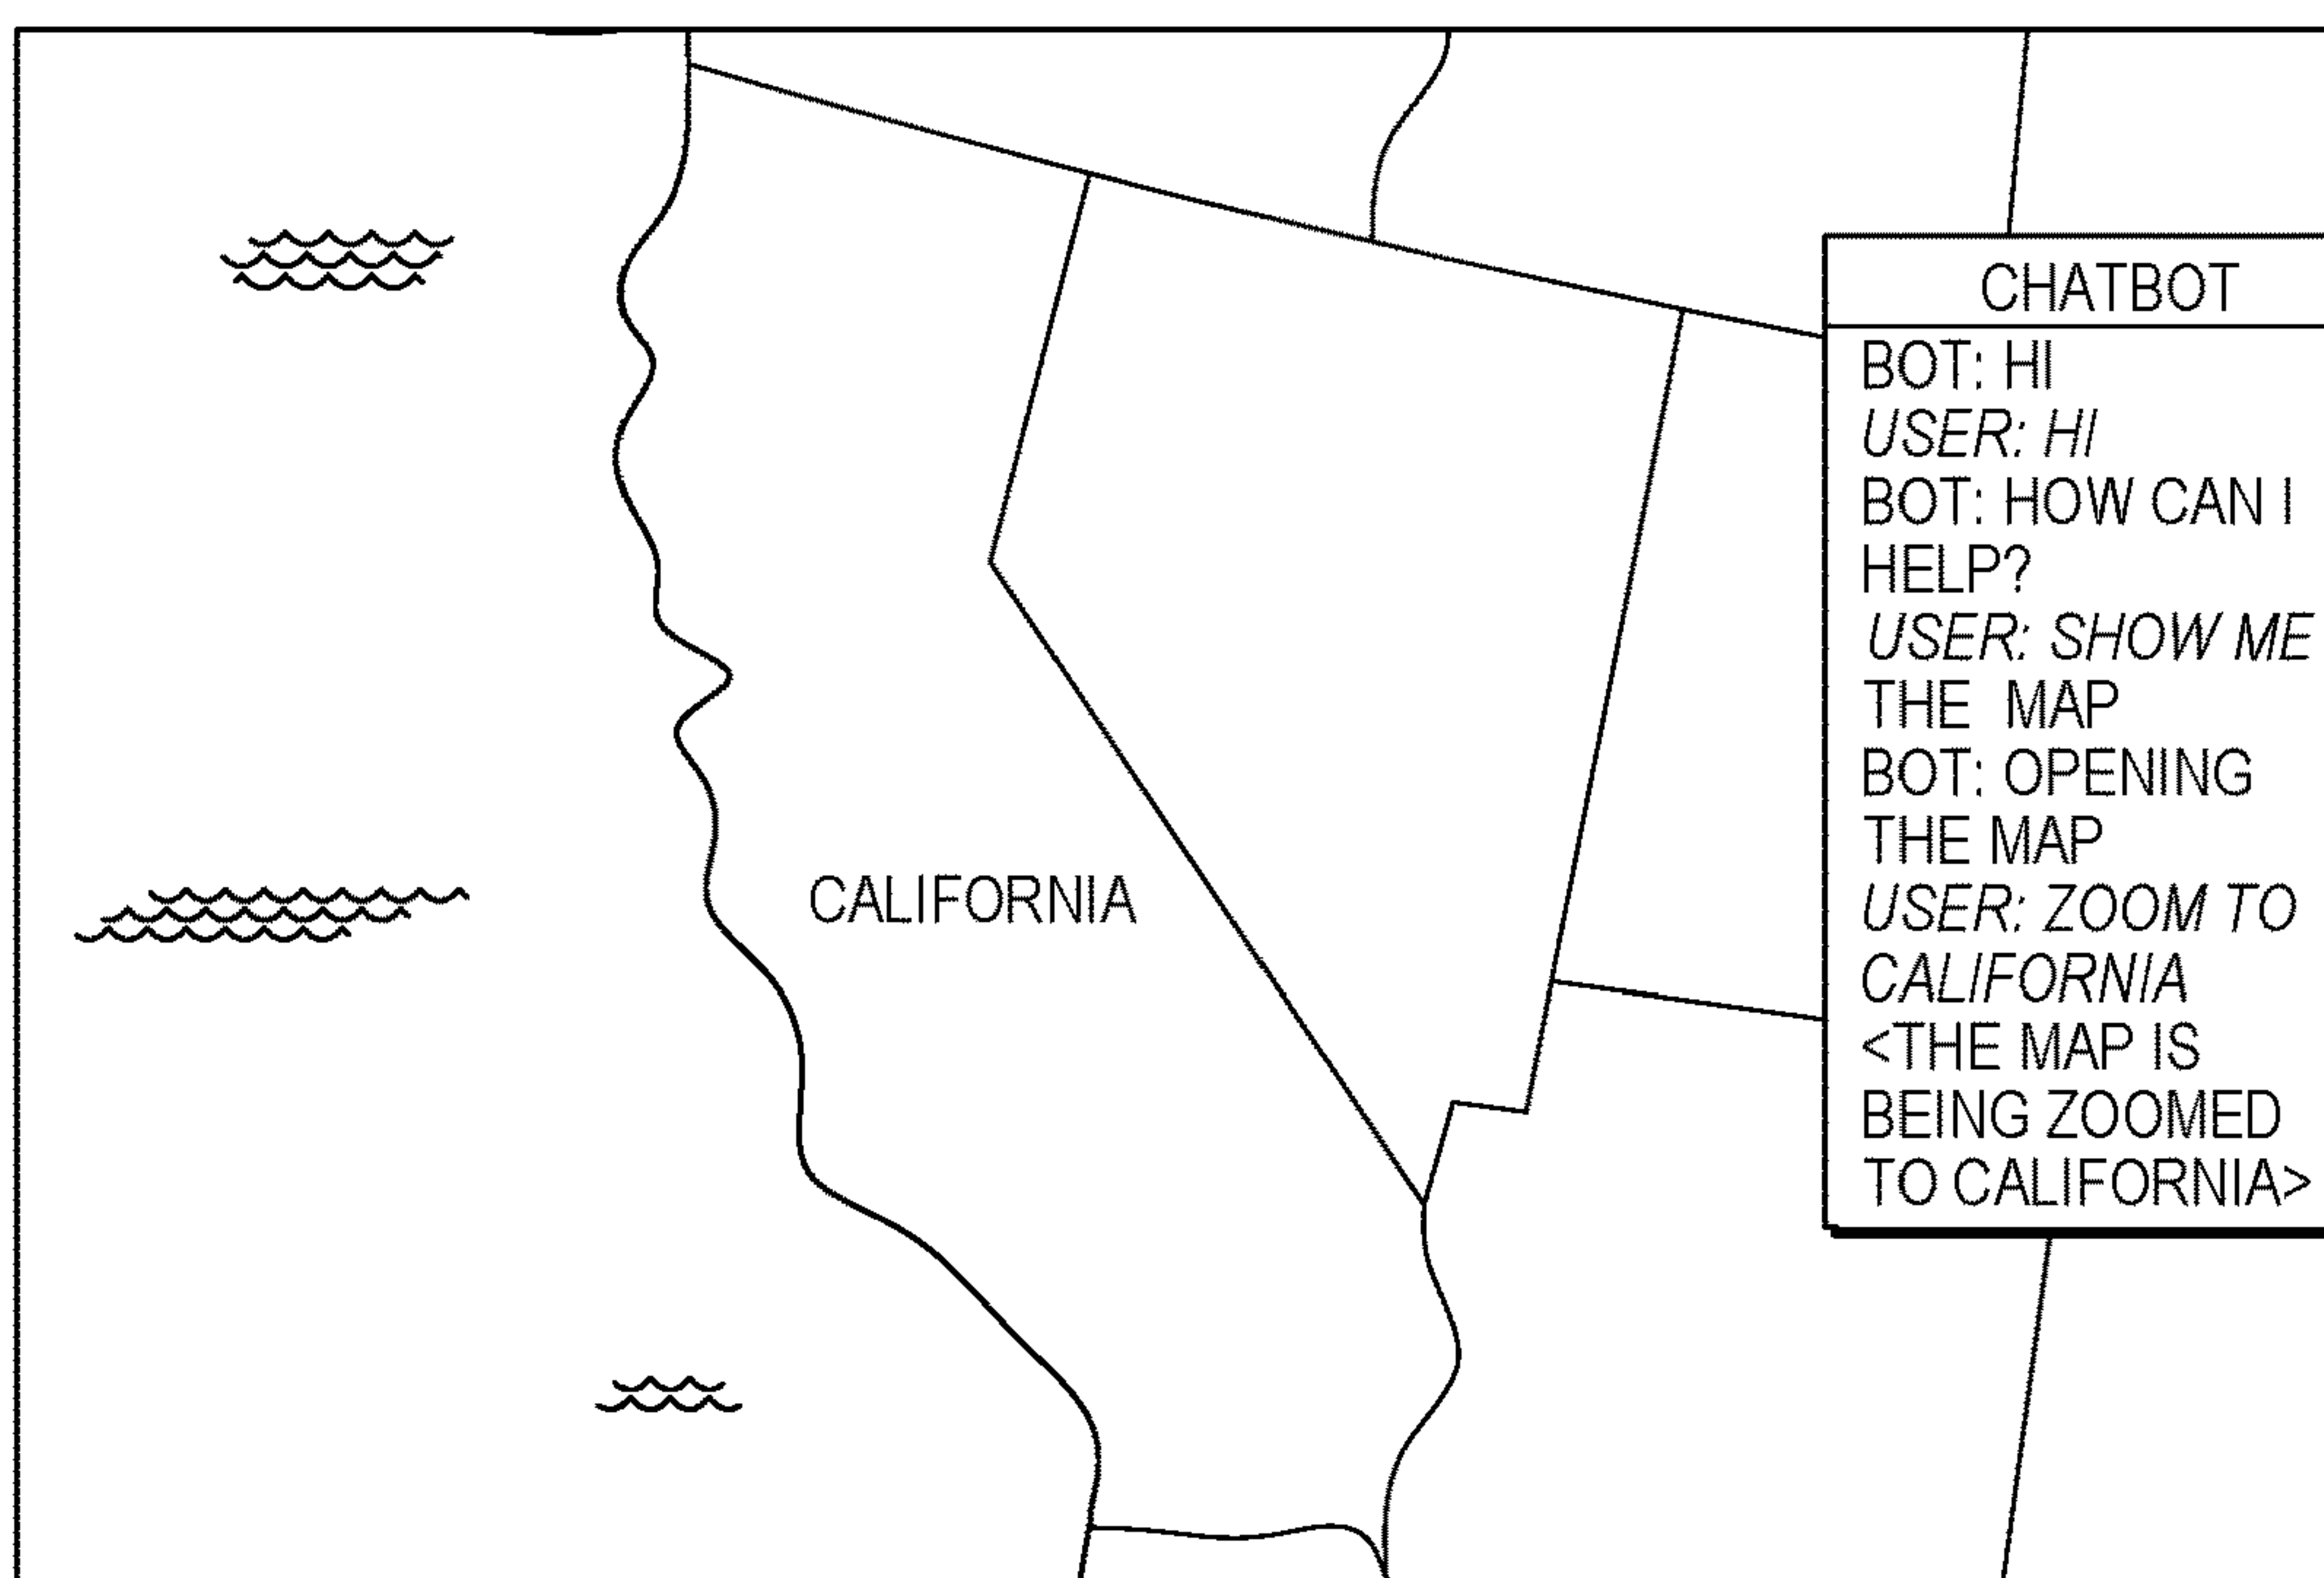 CHATBOT
BOT: HI
USER: HI
BOT: HOW CAN I
HELP?
USER: SHOW ME
THE MAP
BOT: OPENING
THE MAP
USER: ZOOM TO
CALIFORNIA
<THE MAP IS
BEING ZOOMED
TO CALIFORNIA>
CALIFORNIA